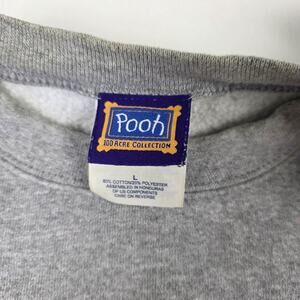 Pooh
100 ACRE COLLECTION
L
80% COTTON/20% POLYESTER
ASSEMBLED IN HONDURAS
OF US COMPONENTS
CARE ON REVERSE